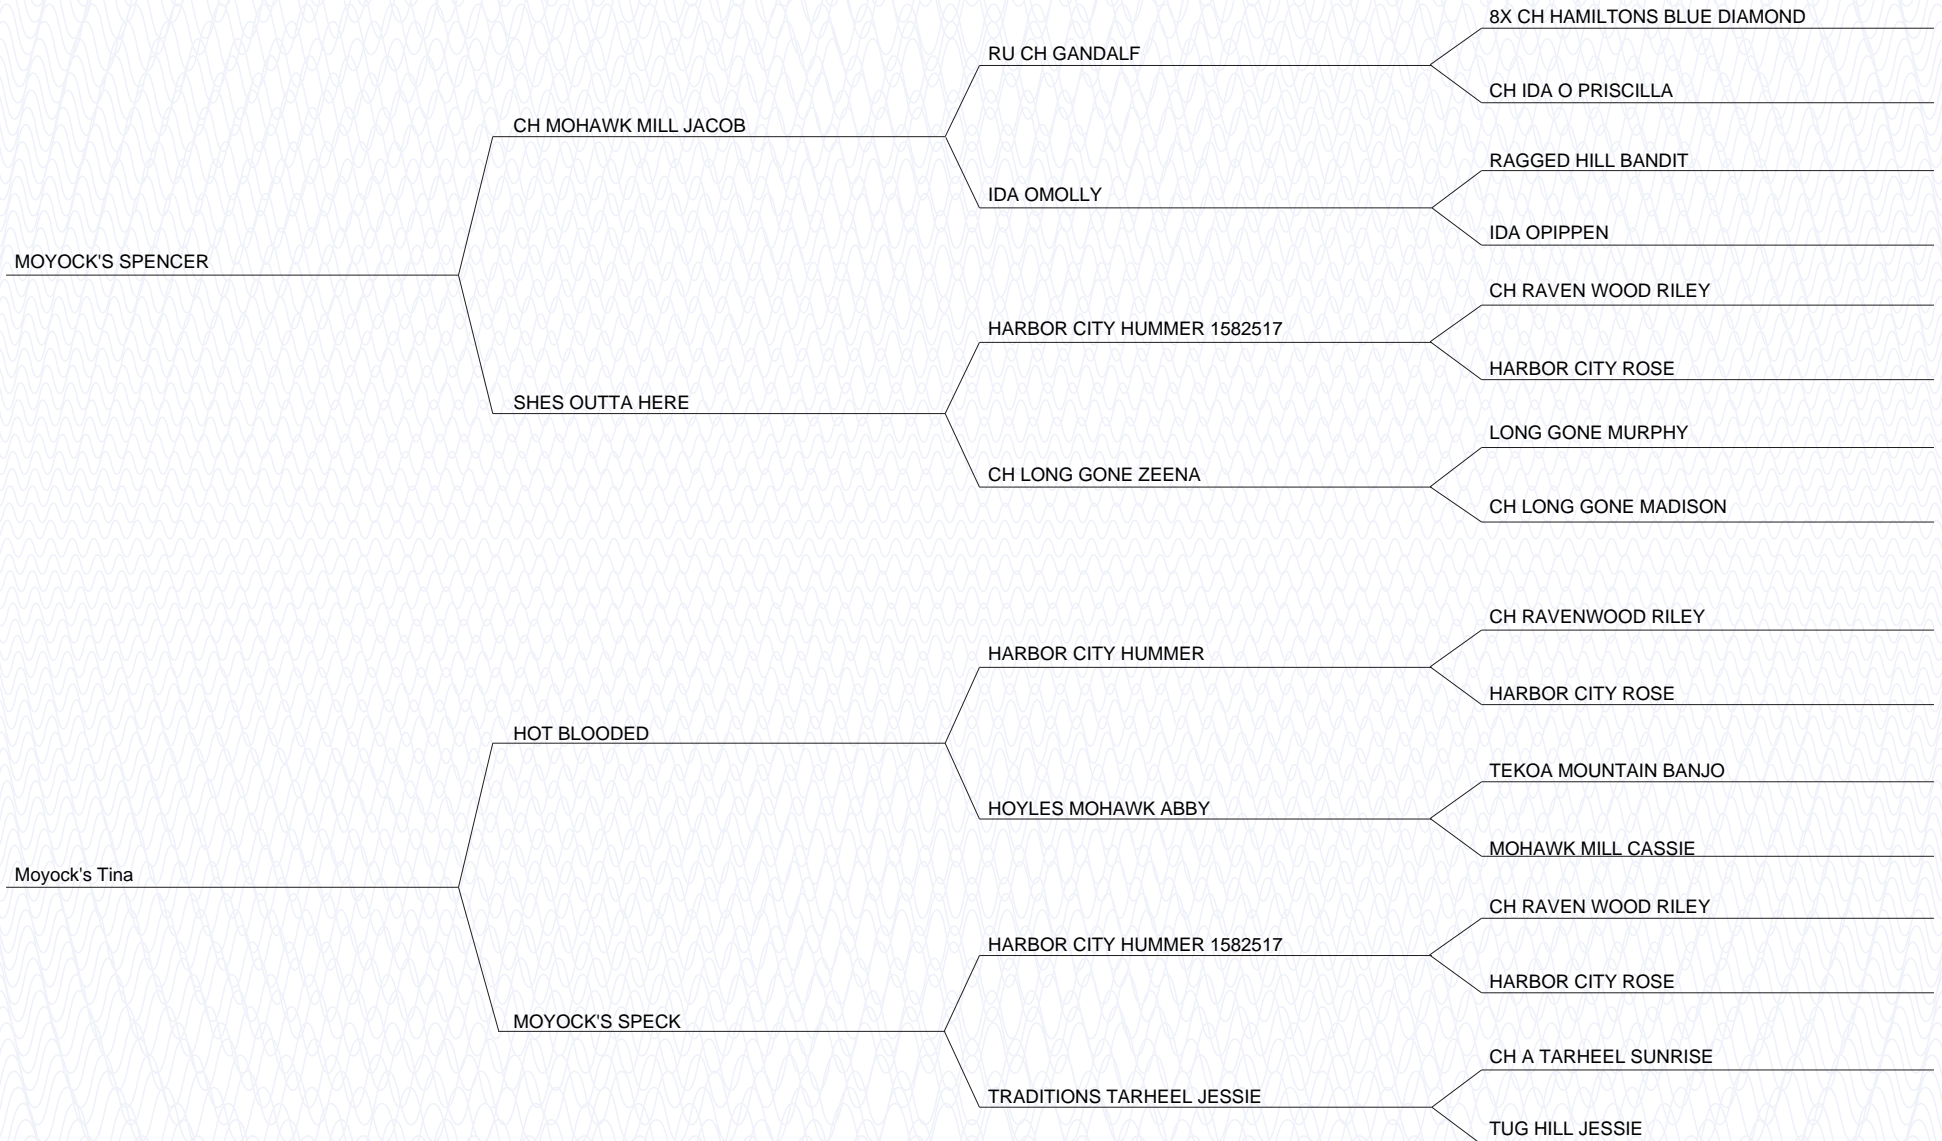 8X CH HAMILTONS BLUE DIAMOND
RU CH GANDALF
CH IDA O PRISCILLA
CH MOHAWK MILL JACOB
RAGGED HILL BANDIT
IDA OMOLLY
IDA OPIPPEN
MOYOCK'S SPENCER
CH RAVEN WOOD RILEY
HARBOR CITY HUMMER 1582517
HARBOR CITY ROSE
SHES OUTTA HERE
LONG GONE MURPHY
CH LONG GONE ZEENA
CH LONG GONE MADISON
CH RAVENWOOD RILEY
HARBOR CITY HUMMER
HARBOR CITY ROSE
HOT BLOODED
TEKOA MOUNTAIN BANJO
HOYLES MOHAWK ABBY
MOHAWK MILL CASSIE
Moyock's Tina
CH RAVEN WOOD RILEY
HARBOR CITY HUMMER 1582517
HARBOR CITY ROSE
MOYOCK'S SPECK
CH A TARHEEL SUNRISE
TRADITIONS TARHEEL JESSIE
TUG HILL JESSIE